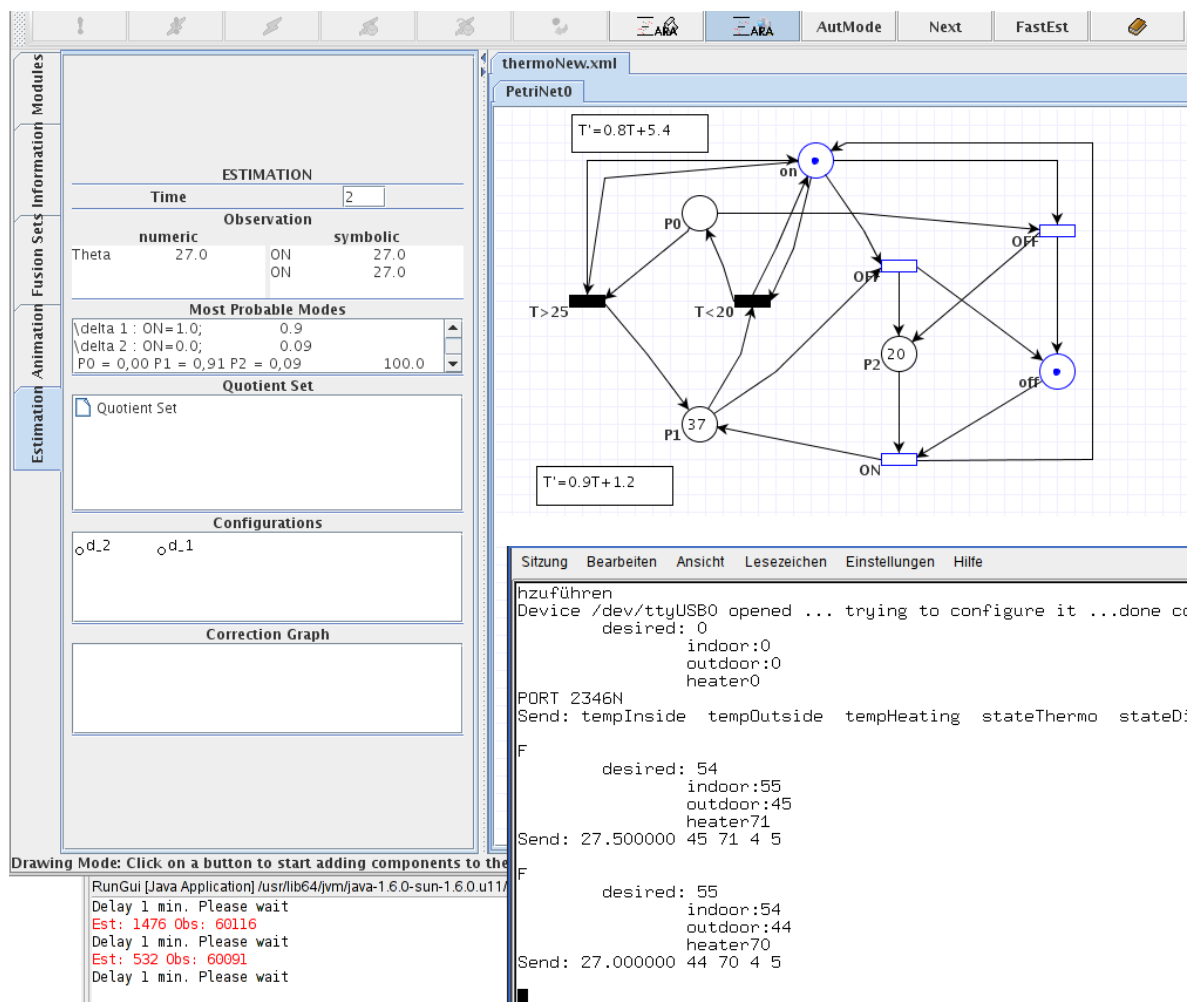 ! ARA ARA AutMode Next FastEst
Modules
Information
Fusion Sets
Animation
Estimation
ESTIMATION
Time 2
Observation
numeric symbolic
Theta 27.0 ON 27.0
ON 27.0
Most Probable Modes
\delta 1 : ON=1.0; 0.9
\delta 2 : ON=0.0; 0.09
P0 = 0,00 P1 = 0,91 P2 = 0,09 100.0
Quotient Set
Quotient Set
Configurations
d_2 d_1
Correction Graph
Drawing Mode: Click on a button to start adding components to the
thermoNew.xml
PetriNet0
T'=0.8T+5.4
on
P0
OFF
OFF
T>25
T<20
20
P2
off
37
P1
ON
T'=0.9T+1.2
Sitzung Bearbeiten Ansicht Lesezeichen Einstellungen Hilfe
hzuführen
Device /dev/ttyUSB0 opened ... trying to configure it ...done co
desired: 0
indoor:0
outdoor:0
heater0
PORT 2346N
Send: tempInside tempOutside tempHeating stateThermo stateDi
F
desired: 54
indoor:55
outdoor:45
heater71
Send: 27.500000 45 71 4 5
F
desired: 55
indoor:54
outdoor:44
heater70
Send: 27.000000 44 70 4 5
RunGui [Java Application] /usr/lib64/jvm/java-1.6.0-sun-1.6.0.u11/
Delay 1 min. Please wait
Est: 1476 Obs: 60116
Delay 1 min. Please wait
Est: 532 Obs: 60091
Delay 1 min. Please wait